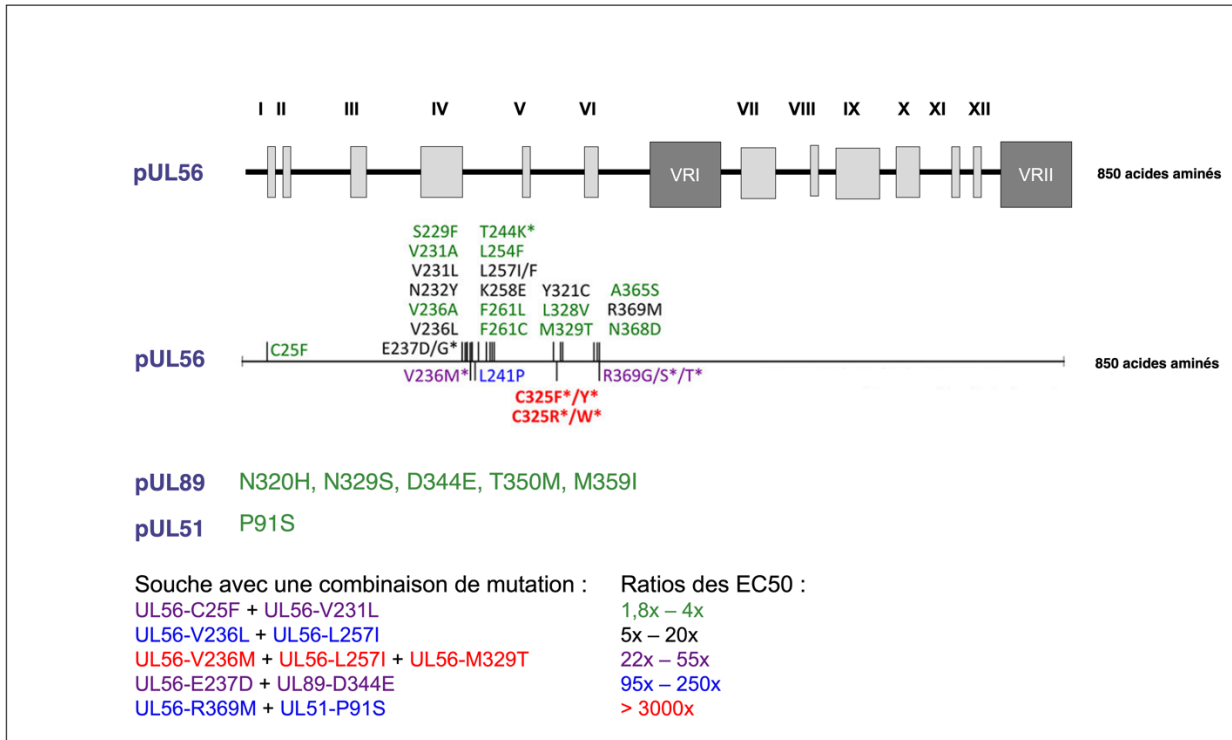 I II III IV V VI VII VIII IX X XI XII
pUL56 VRI VRII 850 acides aminés
S229F T244K*
V231A L254F
V231L L257I/F
N232Y K258E Y321C A365S
V236A F261L L328V R369M
V236L F261C M329T N368D
pUL56 C25F E237D/G* 850 acides aminés
V236M* L241P R369G/S*/T*
C325F*/Y*
C325R*/W*
pUL89 N320H, N329S, D344E, T350M, M359I
pUL51 P91S
Souche avec une combinaison de mutation : Ratios des EC50 :
UL56-C25F + UL56-V231L 1,8x – 4x
UL56-V236L + UL56-L257I 5x – 20x
UL56-V236M + UL56-L257I + UL56-M329T 22x – 55x
UL56-E237D + UL89-D344E 95x – 250x
UL56-R369M + UL51-P91S > 3000x